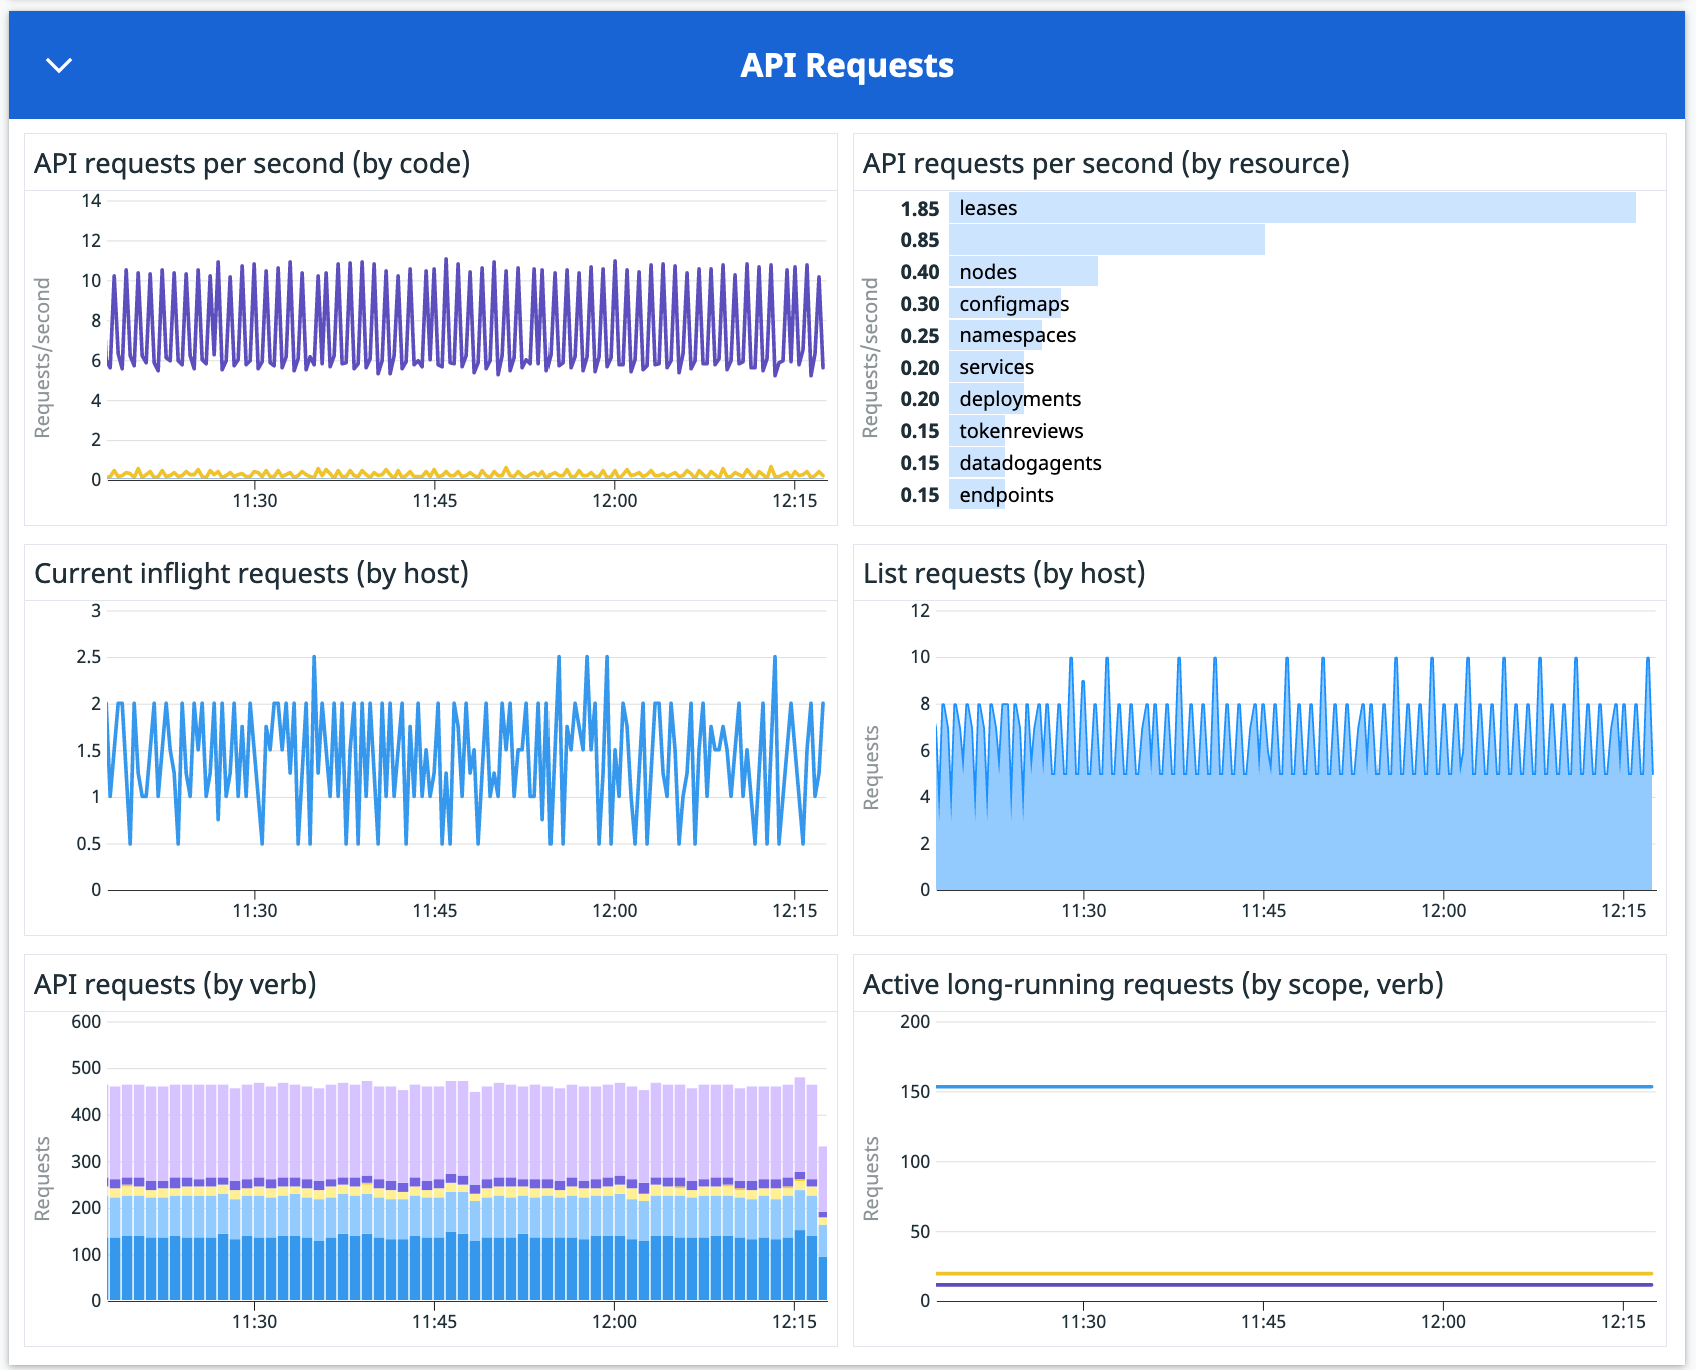 API Requests
API requests per second (by code)
Requests/second
14
12
10
8
6
4
2
0
11:30 11:45 12:00 12:15
API requests per second (by resource)
Requests/second
1.85 leases
0.85
0.40 nodes
0.30 configmaps
0.25 namespaces
0.20 services
0.20 deployments
0.15 tokenreviews
0.15 datadogagents
0.15 endpoints
Current inflight requests (by host)
3
2.5
2
1.5
1
0.5
0
11:30 11:45 12:00 12:15
List requests (by host)
Requests
12
10
8
6
4
2
0
11:30 11:45 12:00 12:15
API requests (by verb)
Requests
600
500
400
300
200
100
0
11:30 11:45 12:00 12:15
Active long-running requests (by scope, verb)
Requests
200
150
100
50
0
11:30 11:45 12:00 12:15